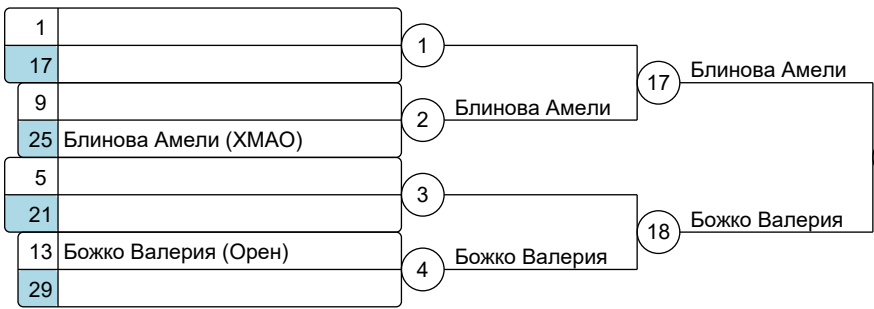 1
17
1
9
2
Блинова Амели
25 Блинова Амели (ХМАО)
17
Блинова Амели
5
21
3
13 Божко Валерия (Орен)
4
Божко Валерия
29
18
Божко Валерия